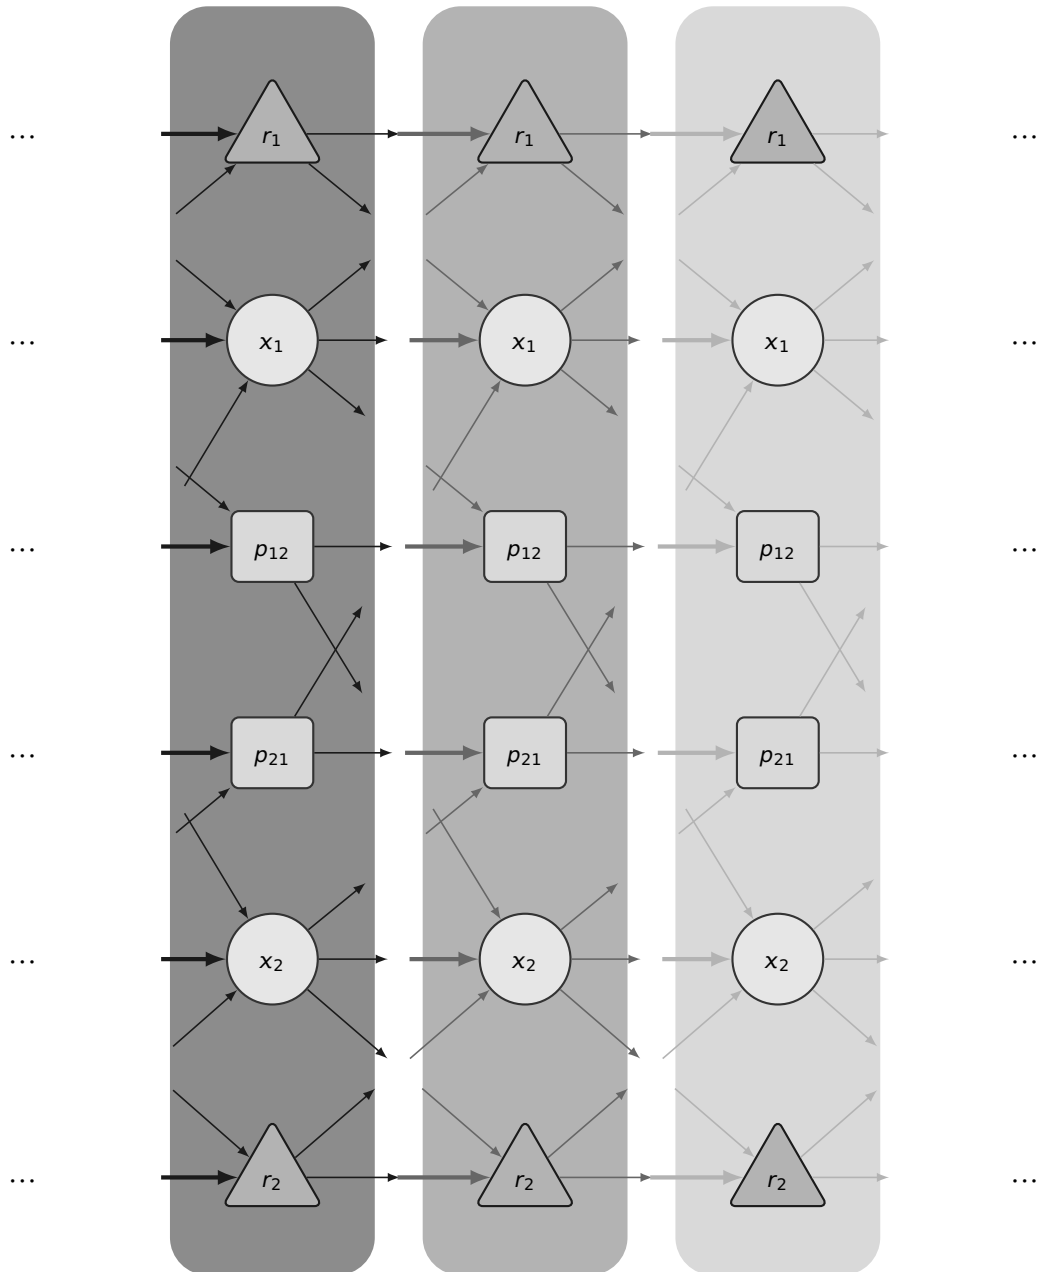 ... r₁ r₁ r₁ ...
... x₁ x₁ x₁ ...
... p₁₂ p₁₂ p₁₂ ...
... p₂₁ p₂₁ p₂₁ ...
... x₂ x₂ x₂ ...
... r₂ r₂ r₂ ...